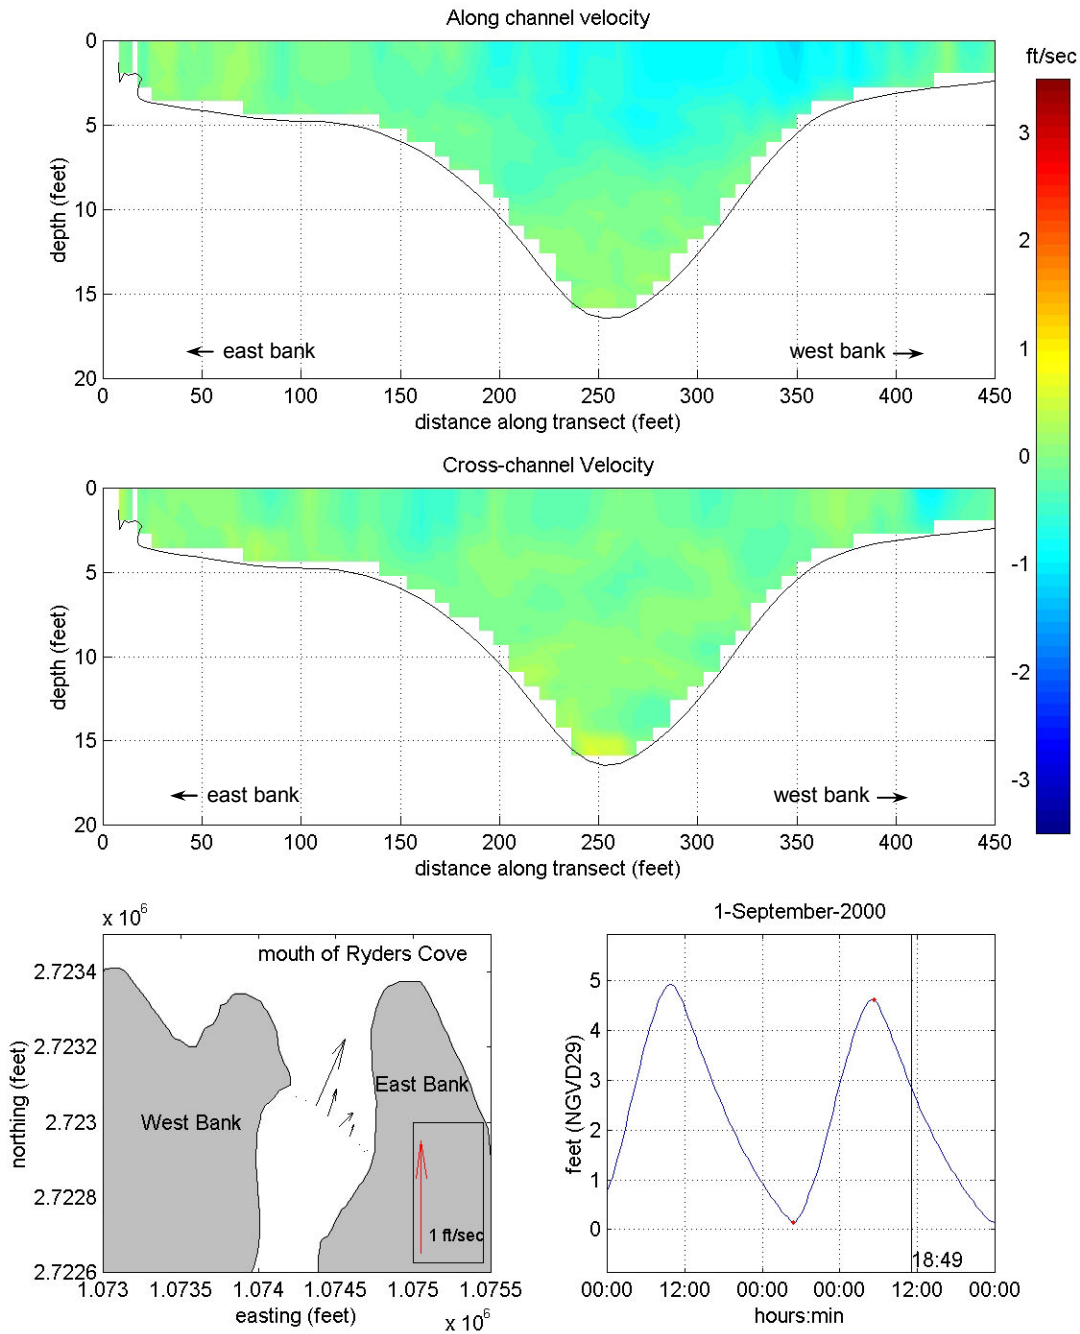 Along channel velocity
0
5
10
15
20
depth (feet)
east bank
west bank
0 50 100 150 200 250 300 350 400 450
distance along transect (feet)
ft/sec
3
2
1
0
-1
-2
-3
Cross-channel Velocity
0
5
10
15
20
depth (feet)
east bank
west bank
0 50 100 150 200 250 300 350 400 450
distance along transect (feet)
x 10^6
mouth of Ryders Cove
2.7234
2.7232
2.723
2.7228
2.7226
northing (feet)
West Bank
East Bank
1 ft/sec
1.073 1.0735 1.074 1.0745 1.075 1.0755
easting (feet)
x 10^6
1-September-2000
5
4
3
2
1
0
feet (NGVD29)
18:49
00:00 12:00 00:00 00:00 12:00 00:00
hours:min